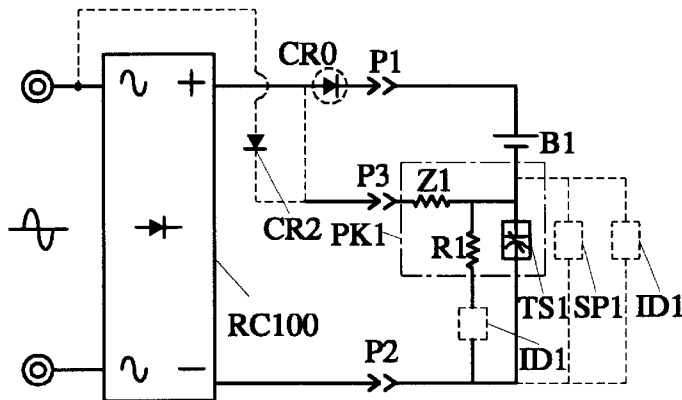 CR0
P1
+
B1
P3
Z1
CR2
PK1
R1
TS1
SP1
ID1
RC100
ID1
P2
−